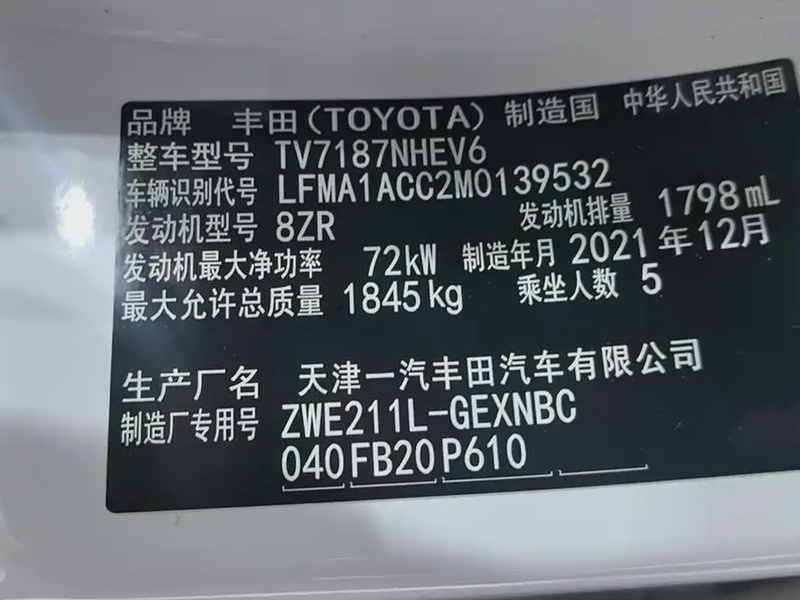 品牌 丰田(TOYOTA) 制造国 中华人民共和国
整车型号 TV7187NHEV6
车辆识别代号 LFMA1ACC2M0139532
发动机型号 8ZR 发动机排量 1798mL
发动机最大净功率 72kW 制造年月 2021年12月
最大允许总质量 1845kg 乘坐人数 5
生产厂名 天津一汽丰田汽车有限公司
制造厂专用号 ZWE211L-GEXNBC
040 FB20 P610